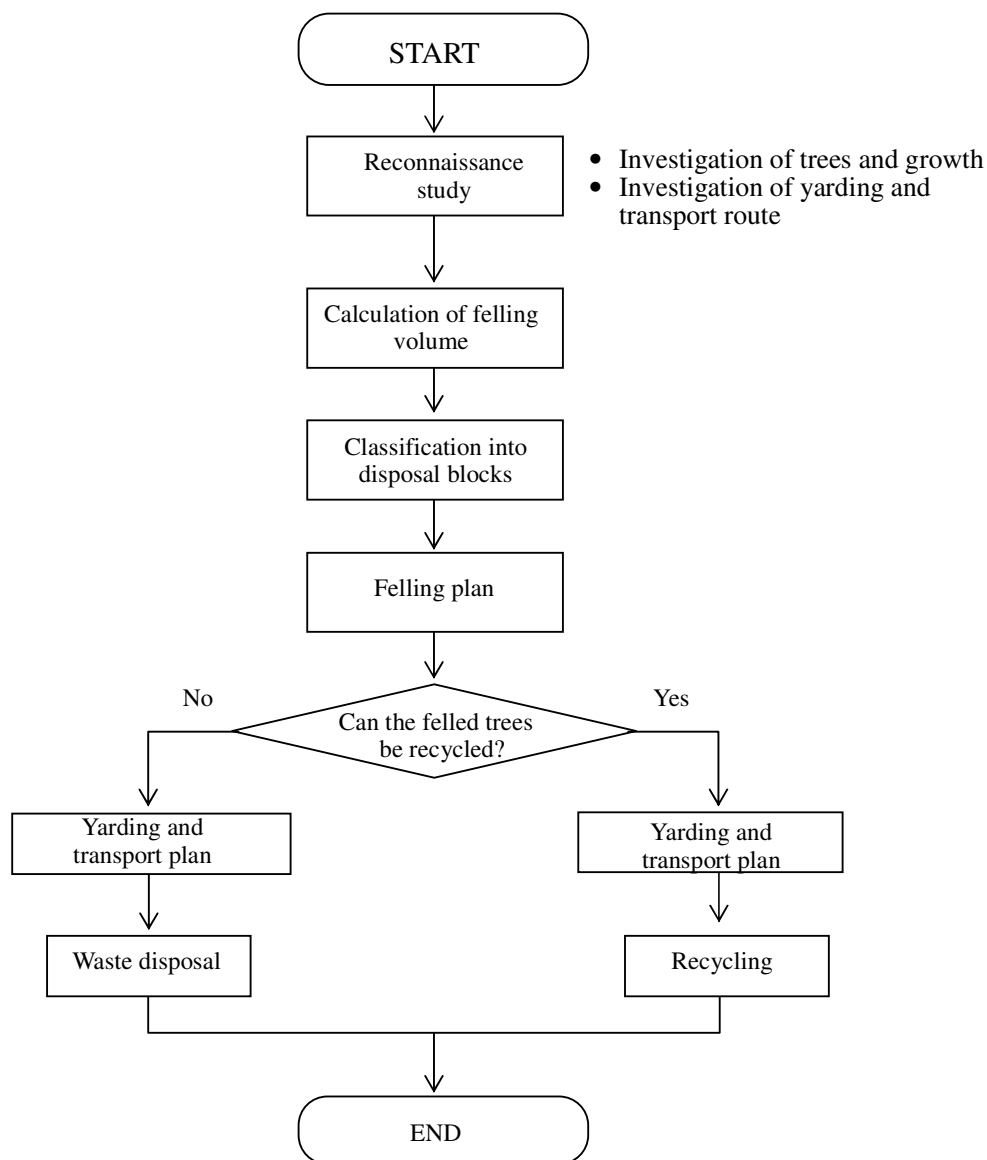 START
Reconnaissance
study
• Investigation of trees and growth
• Investigation of yarding and
transport route
Calculation of felling
volume
Classification into
disposal blocks
Felling plan
No
Yes
Can the felled trees
be recycled?
Yarding and
transport plan
Yarding and
transport plan
Waste disposal
Recycling
END